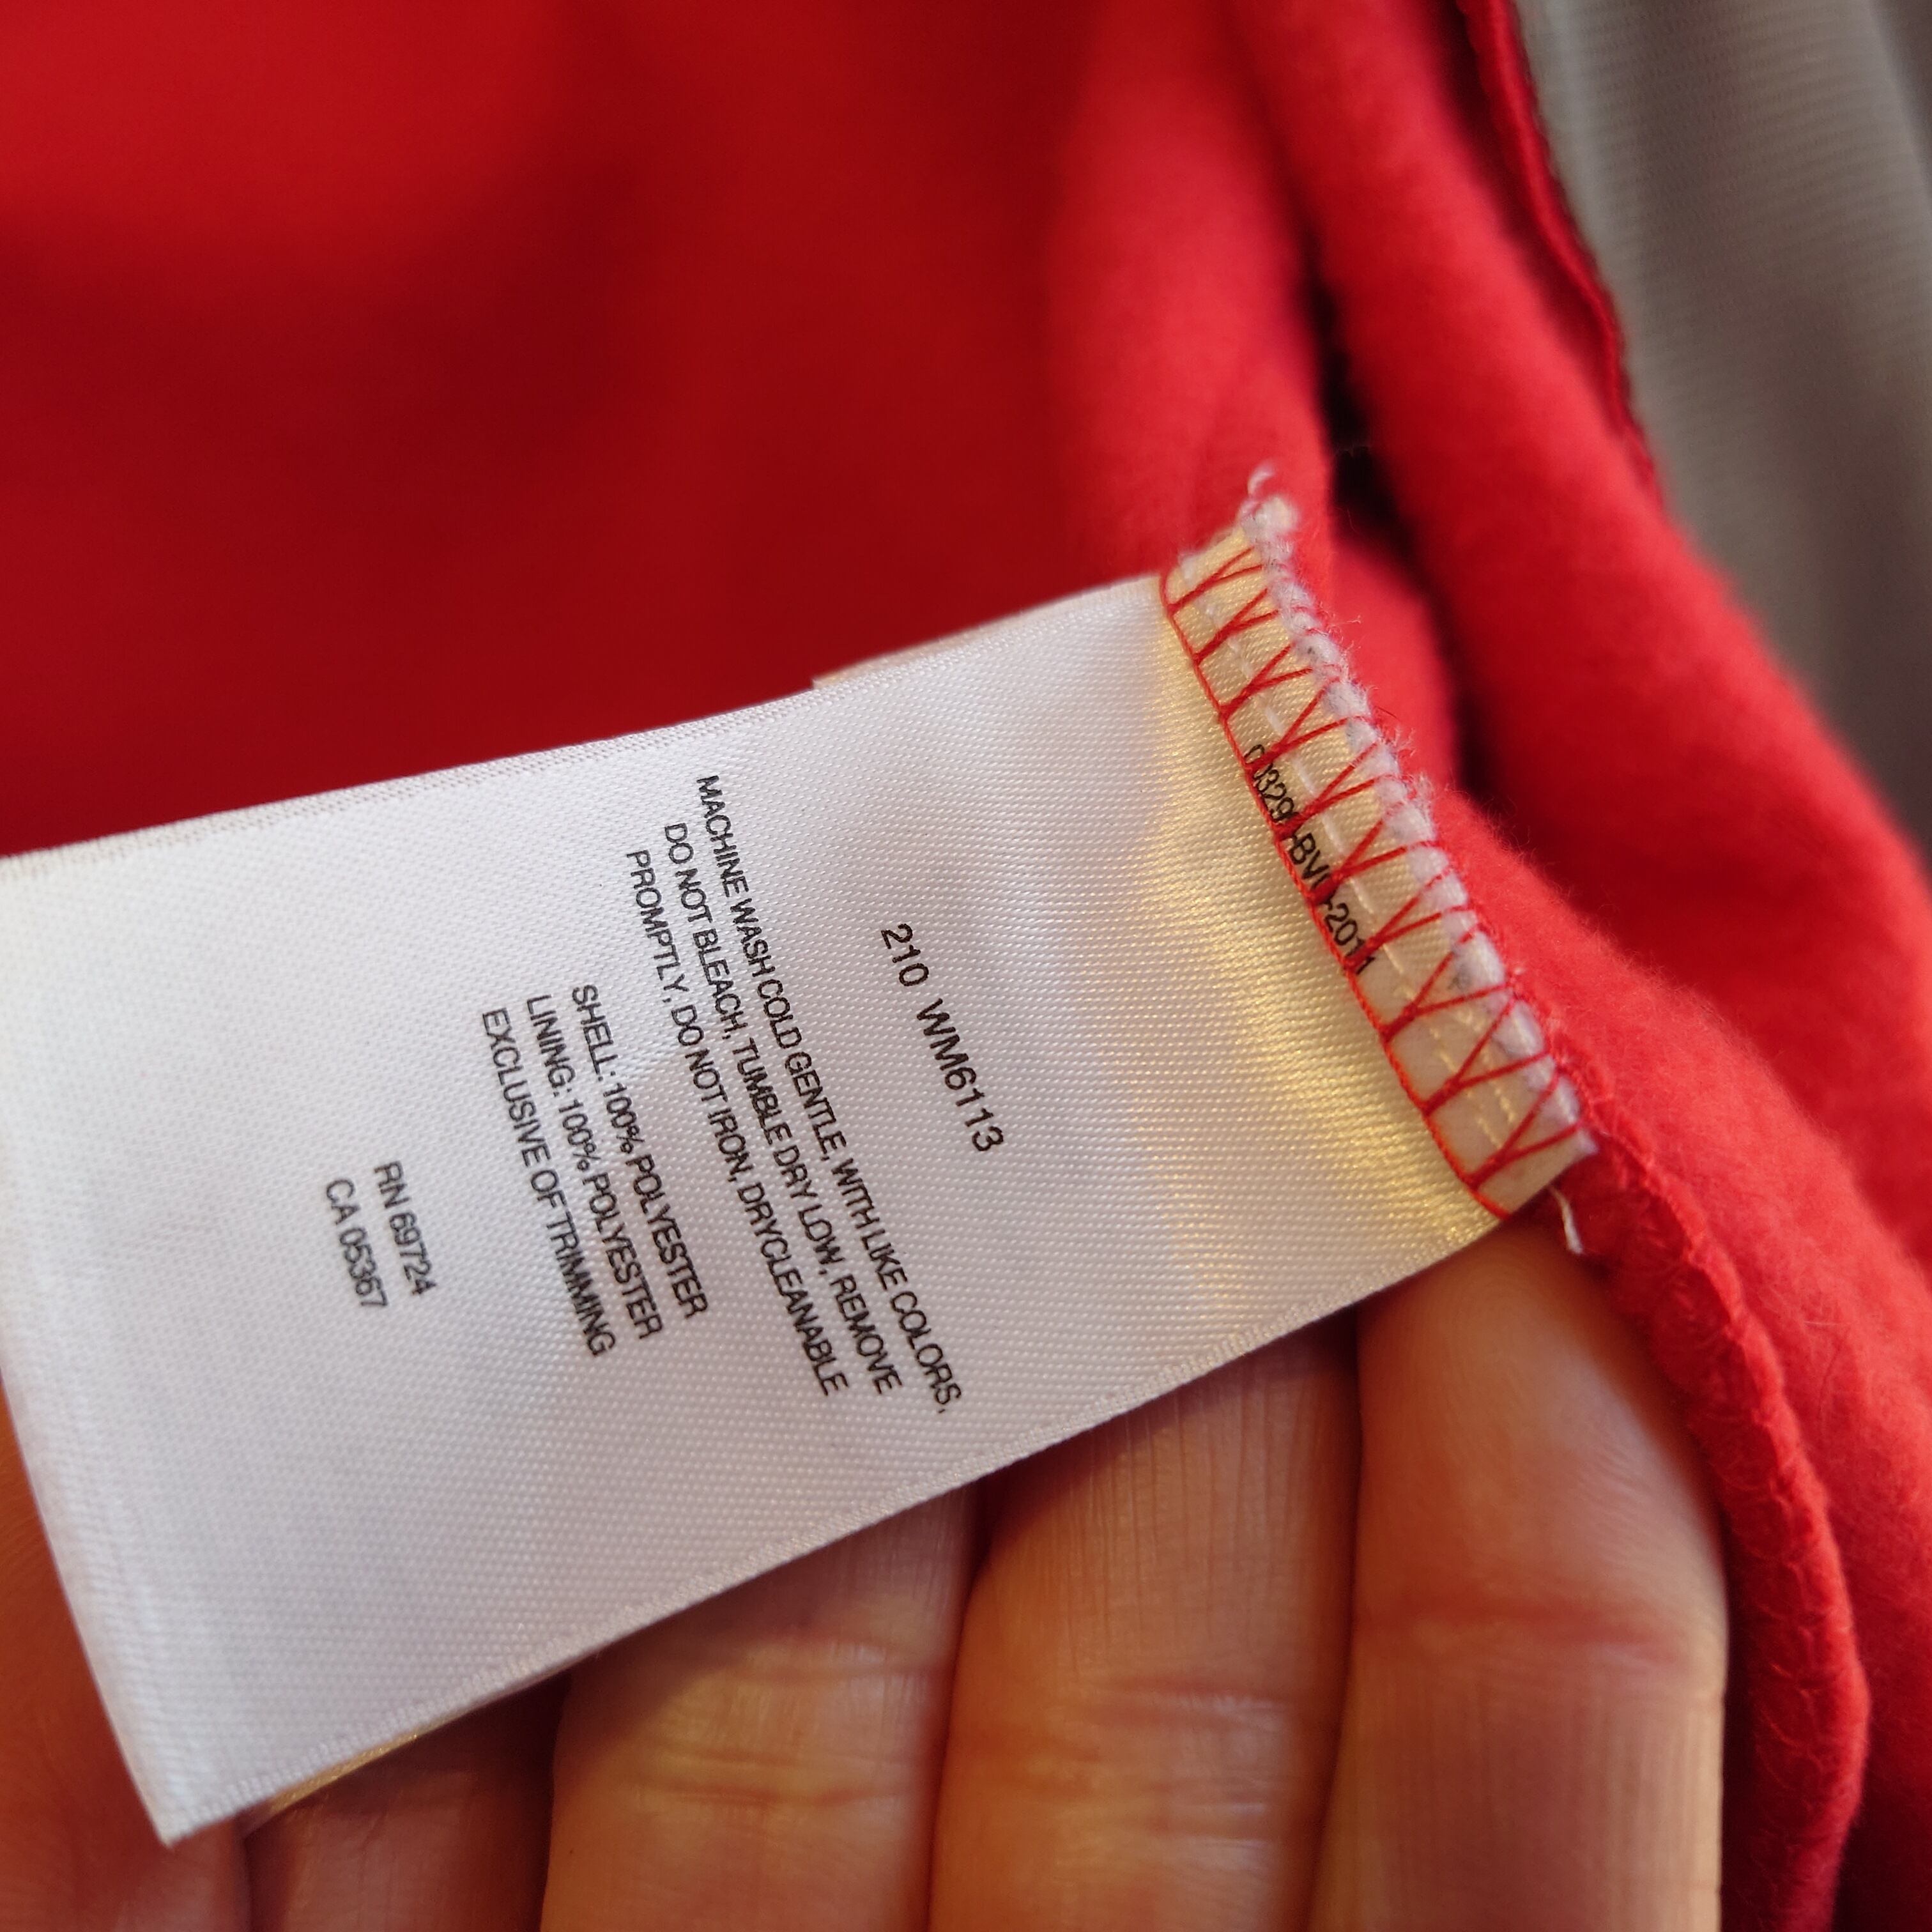 210 WM6113
MACHINE WASH COLD GENTLE, WITH LIKE COLORS,
DO NOT BLEACH, TUMBLE DRY LOW, REMOVE
PROMPTLY, DO NOT IRON, DRYCLEANABLE
SHELL: 100% POLYESTER
LINING: 100% POLYESTER
EXCLUSIVE OF TRIMMING
RN 69724
CA 05367